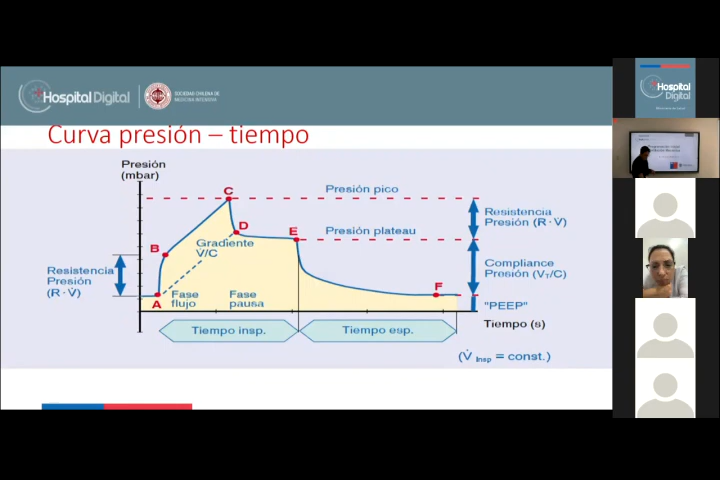 Hospital Digital
SOCIEDAD CHILENA DE
MEDICINA INTENSIVA
Curva presión – tiempo
Presión
(mbar)
C
Presión pico
Resistencia
Presión (R · V̇)
D
E
Presión plateau
B
Gradiente
V̇/C
Compliance
Presión (VT/C)
Resistencia
Presión
(R · V̇)
A
Fase
flujo
Fase
pausa
F
"PEEP"
Tiempo (s)
Tiempo insp.
Tiempo esp.
(V̇ Insp = const.)
Hospital
Digital